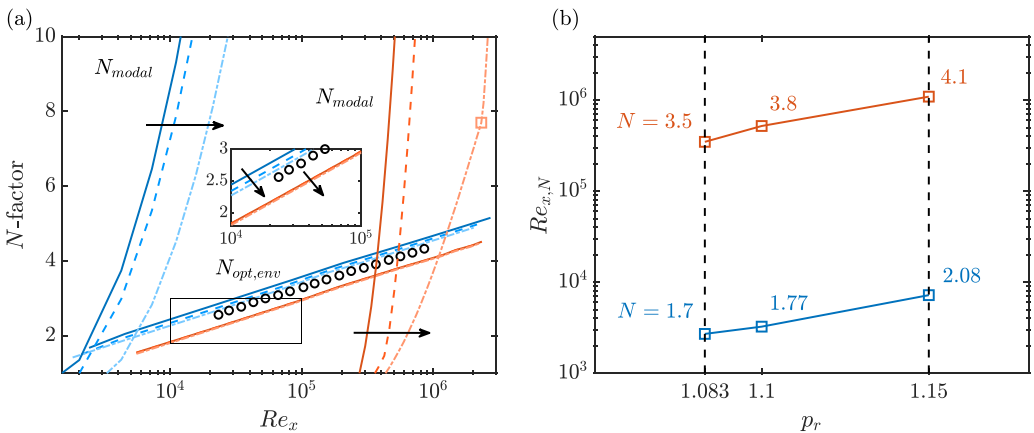 (a)
(b)
10
8
6
4
2
N-factor
N_{modal}
N_{modal}
3
2.5
2
10^4
10^5
N_{opt,env}
10^4
10^5
10^6
Re_x
10^6
10^5
10^4
10^3
Re_{x,N}
N = 3.5
3.8
4.1
N = 1.7
1.77
2.08
1.083
1.1
1.15
p_r